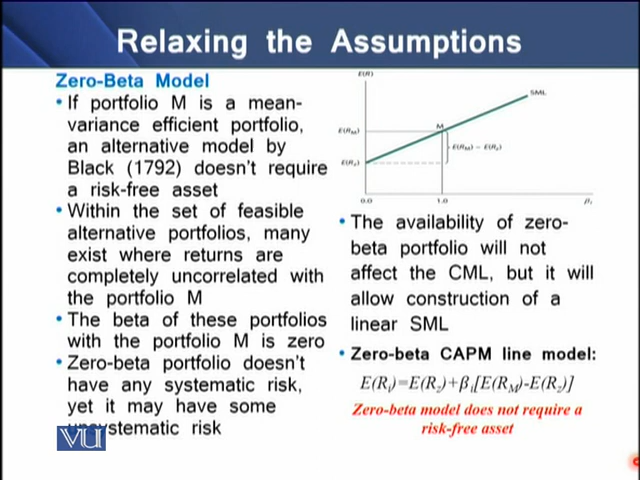 Relaxing the Assumptions
Zero-Beta Model
• If portfolio M is a mean-
variance efficient portfolio,
an alternative model by
Black (1792) doesn't require
a risk-free asset
• Within the set of feasible
alternative portfolios, many
exist where returns are
completely uncorrelated with
the portfolio M
• The beta of these portfolios
with the portfolio M is zero
• Zero-beta portfolio doesn't
have any systematic risk,
yet it may have some
unsystematic risk
VU
E(R)
SML
M
E(R_M)
E(R_M) − E(R_z)
E(R_z)
0.0 1.0 β_i
• The availability of zero-
beta portfolio will not
affect the CML, but it will
allow construction of a
linear SML
• Zero-beta CAPM line model:
E(R_i)=E(R_z)+β_i[E(R_M)-E(R_z)]
Zero-beta model does not require a
risk-free asset